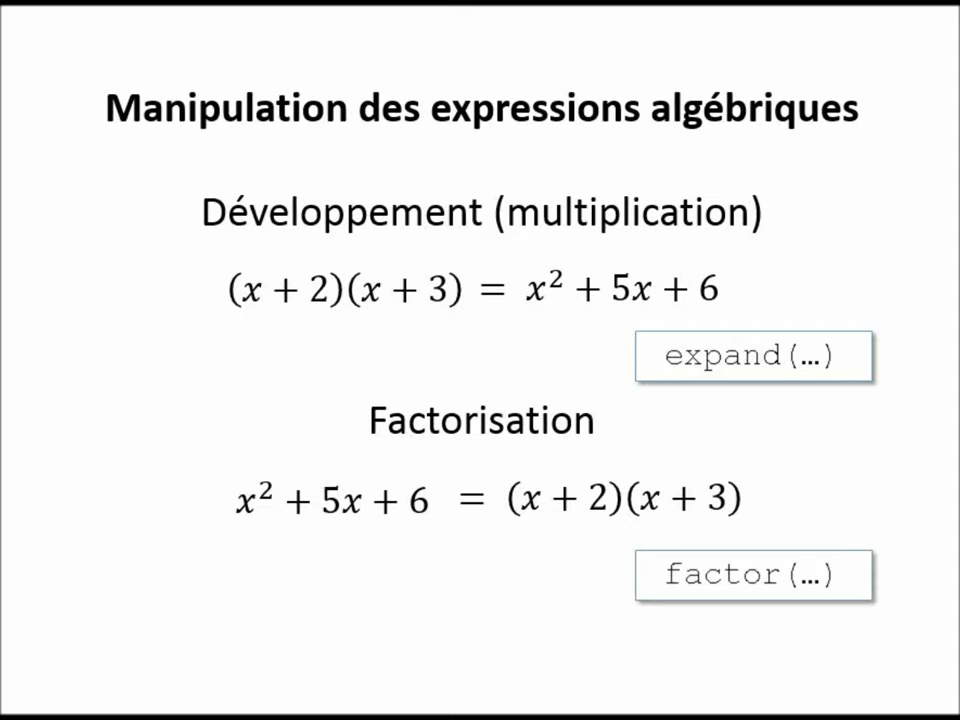 Manipulation des expressions algébriques
Développement (multiplication)
(x + 2)(x + 3) = x² + 5x + 6
expand(…)
Factorisation
x² + 5x + 6 = (x + 2)(x + 3)
factor(…)